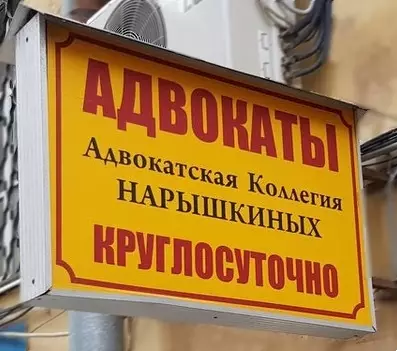 АДВОКАТЫ
Адвокатская Коллегия
НАРЫШКИНЫХ
КРУГЛОСУТОЧНО